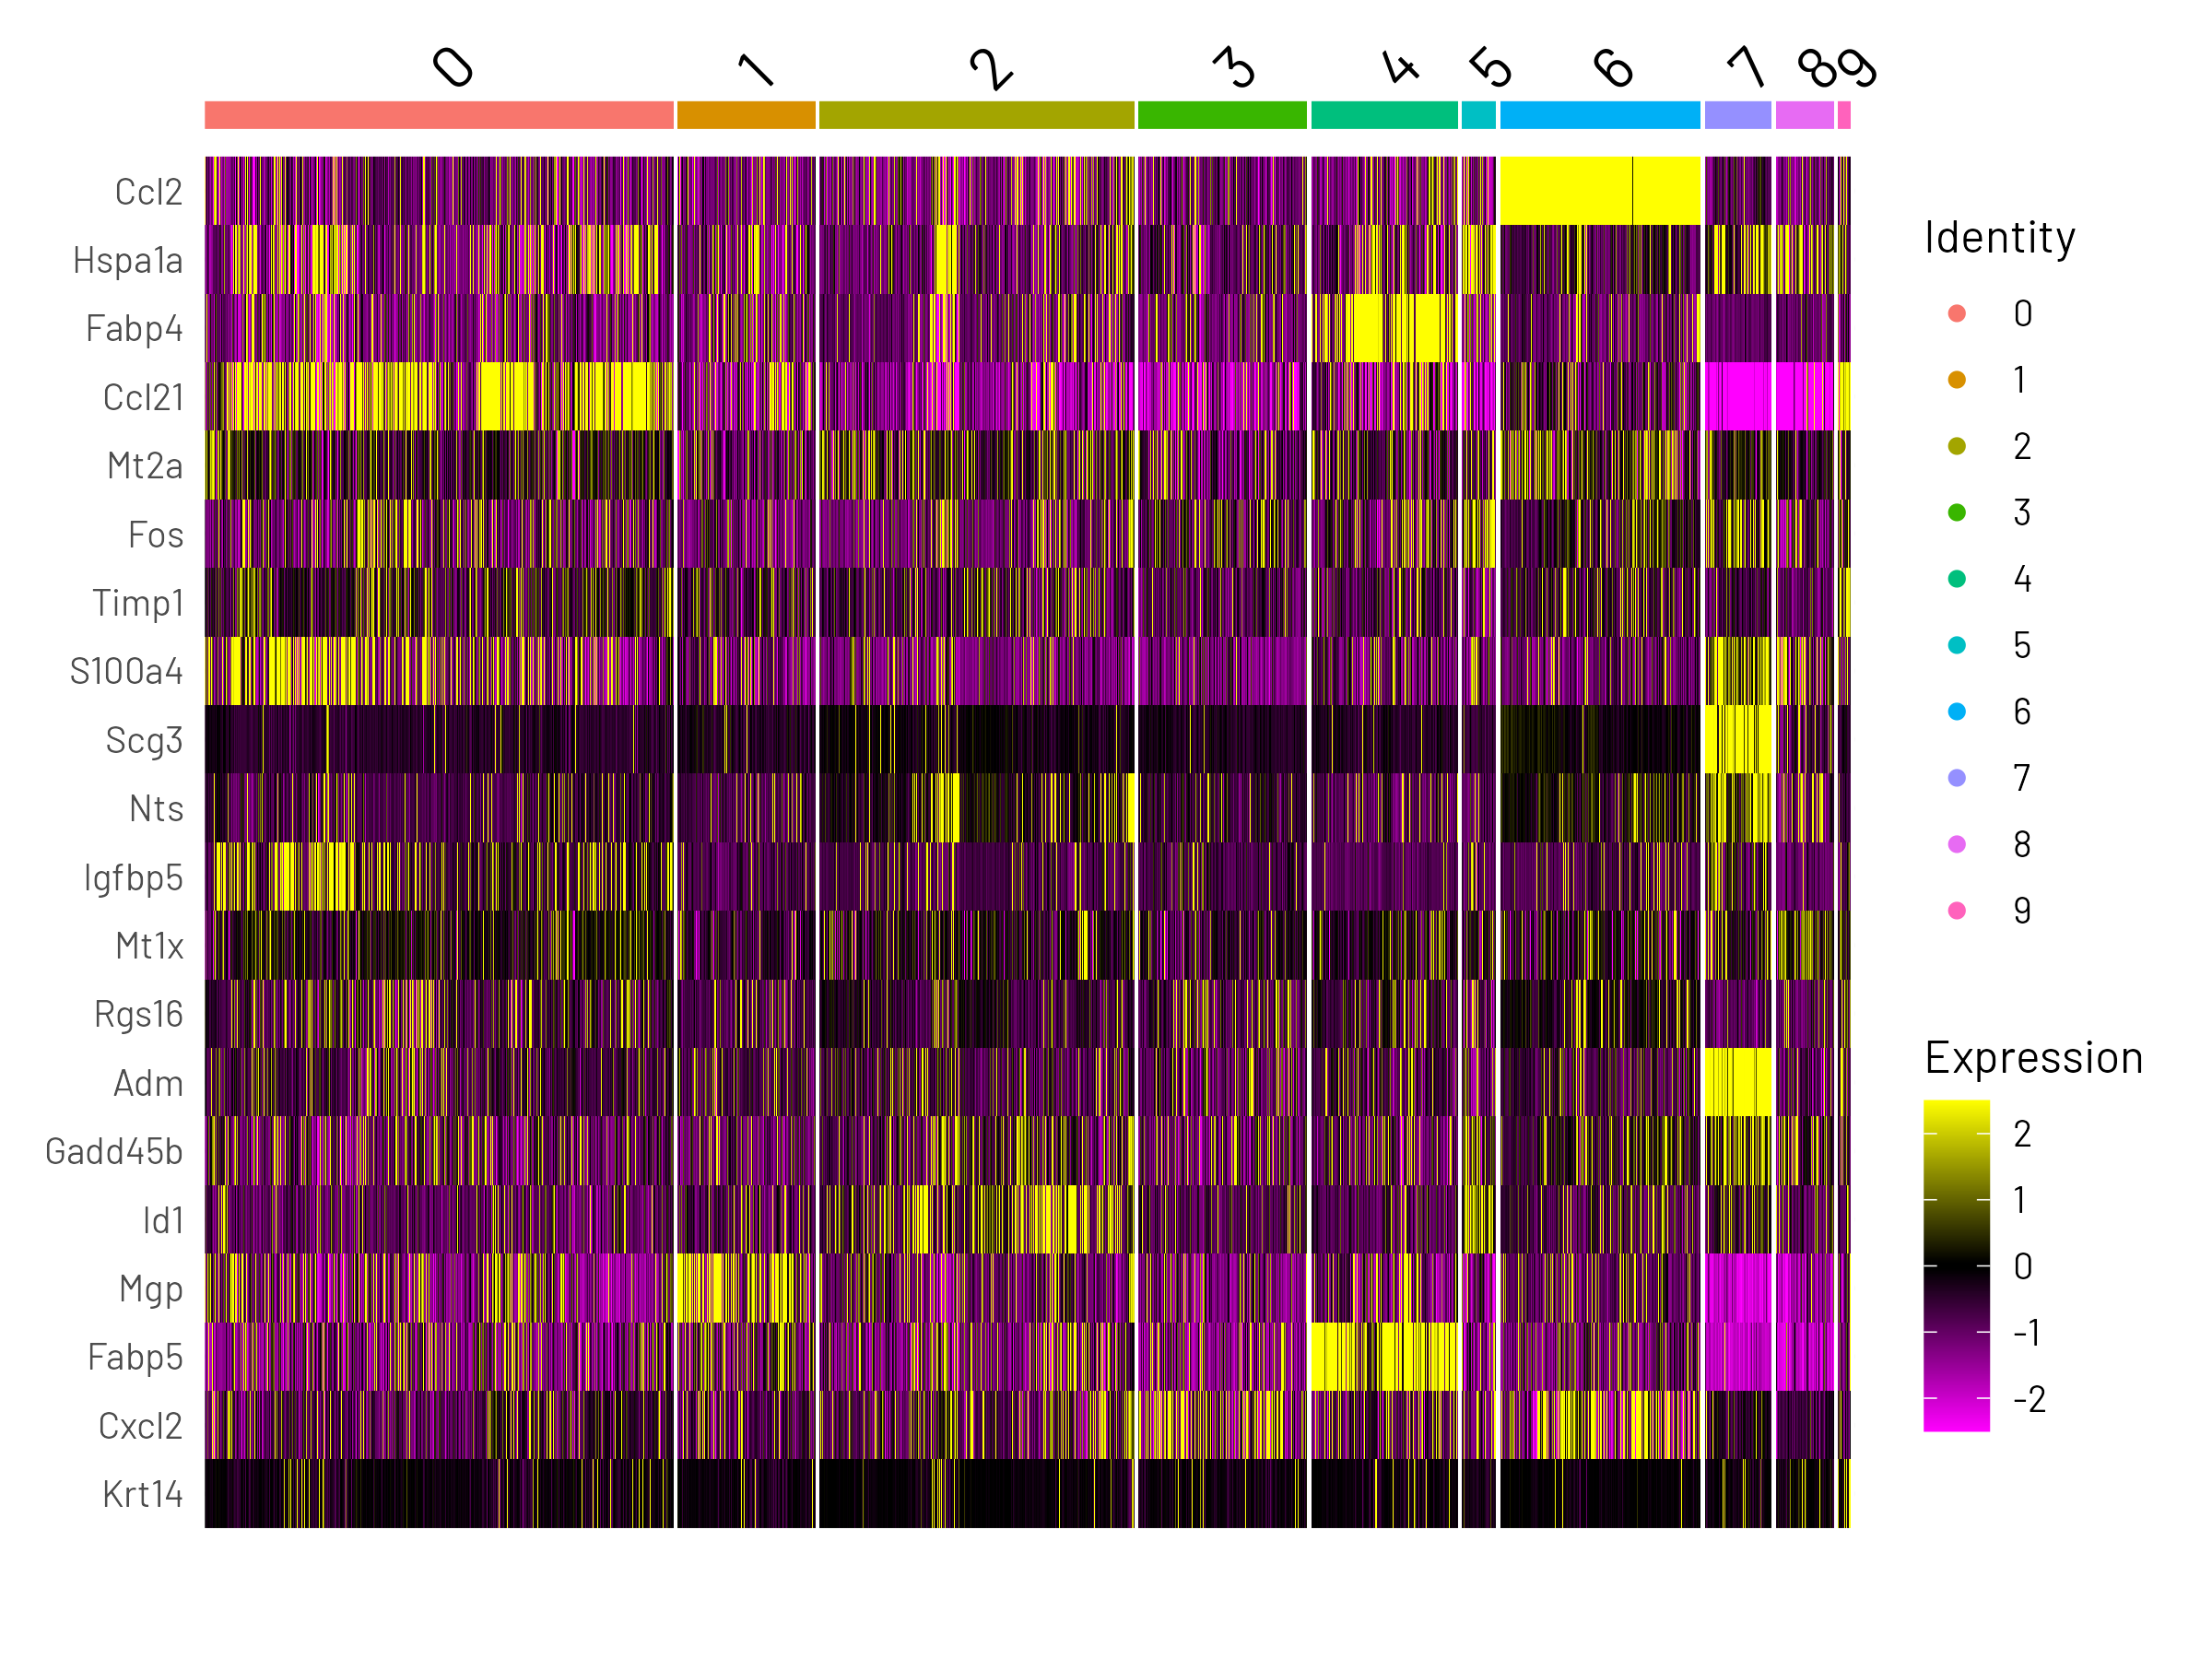 0 1 2 3 4 5 6 7 8 9
Ccl2
Hspa1a
Fabp4
Ccl21
Mt2a
Fos
Timp1
S100a4
Scg3
Nts
Igfbp5
Mt1x
Rgs16
Adm
Gadd45b
Id1
Mgp
Fabp5
Cxcl2
Krt14
Identity
0
1
2
3
4
5
6
7
8
9
Expression
2
1
0
-1
-2